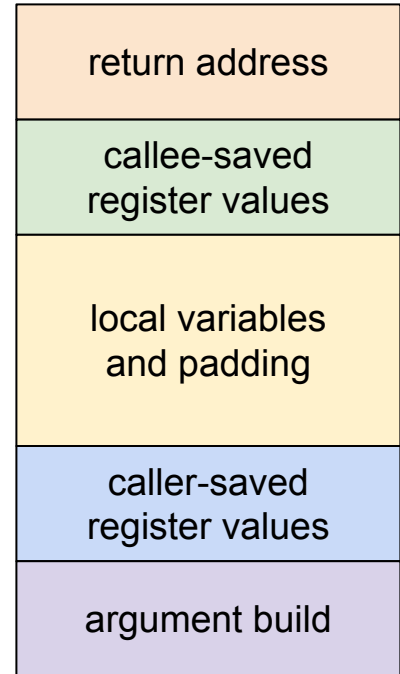 return address
callee-saved
register values
local variables
and padding
caller-saved
register values
argument build